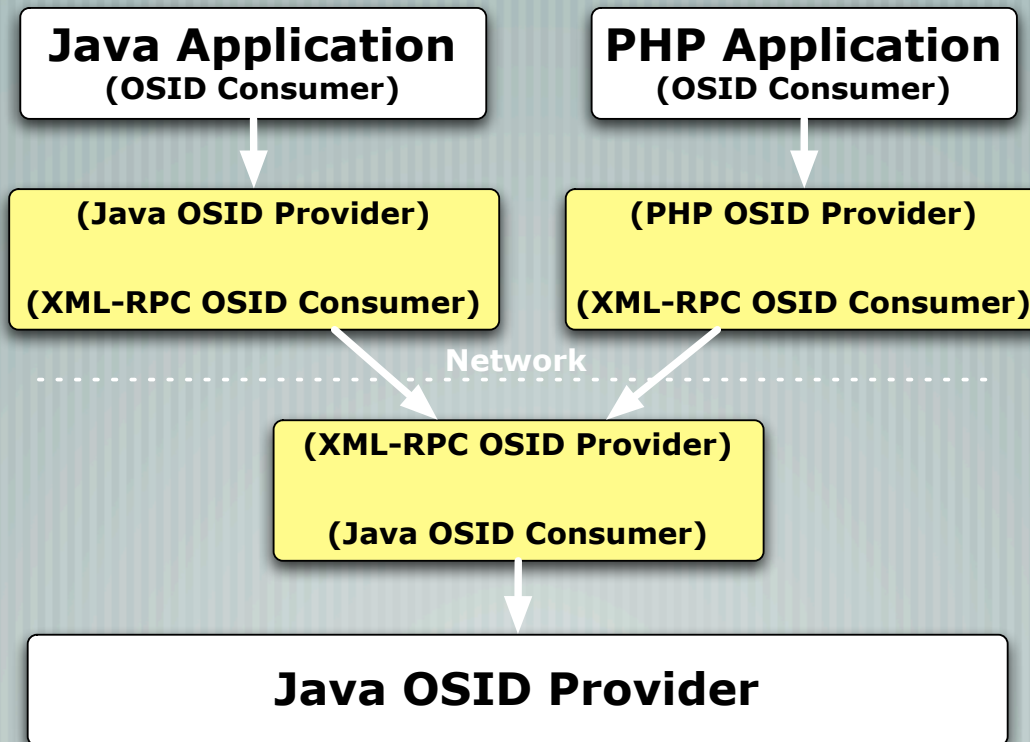 Java Application
(OSID Consumer)
PHP Application
(OSID Consumer)
(Java OSID Provider)
(XML-RPC OSID Consumer)
(PHP OSID Provider)
(XML-RPC OSID Consumer)
Network
(XML-RPC OSID Provider)
(Java OSID Consumer)
Java OSID Provider